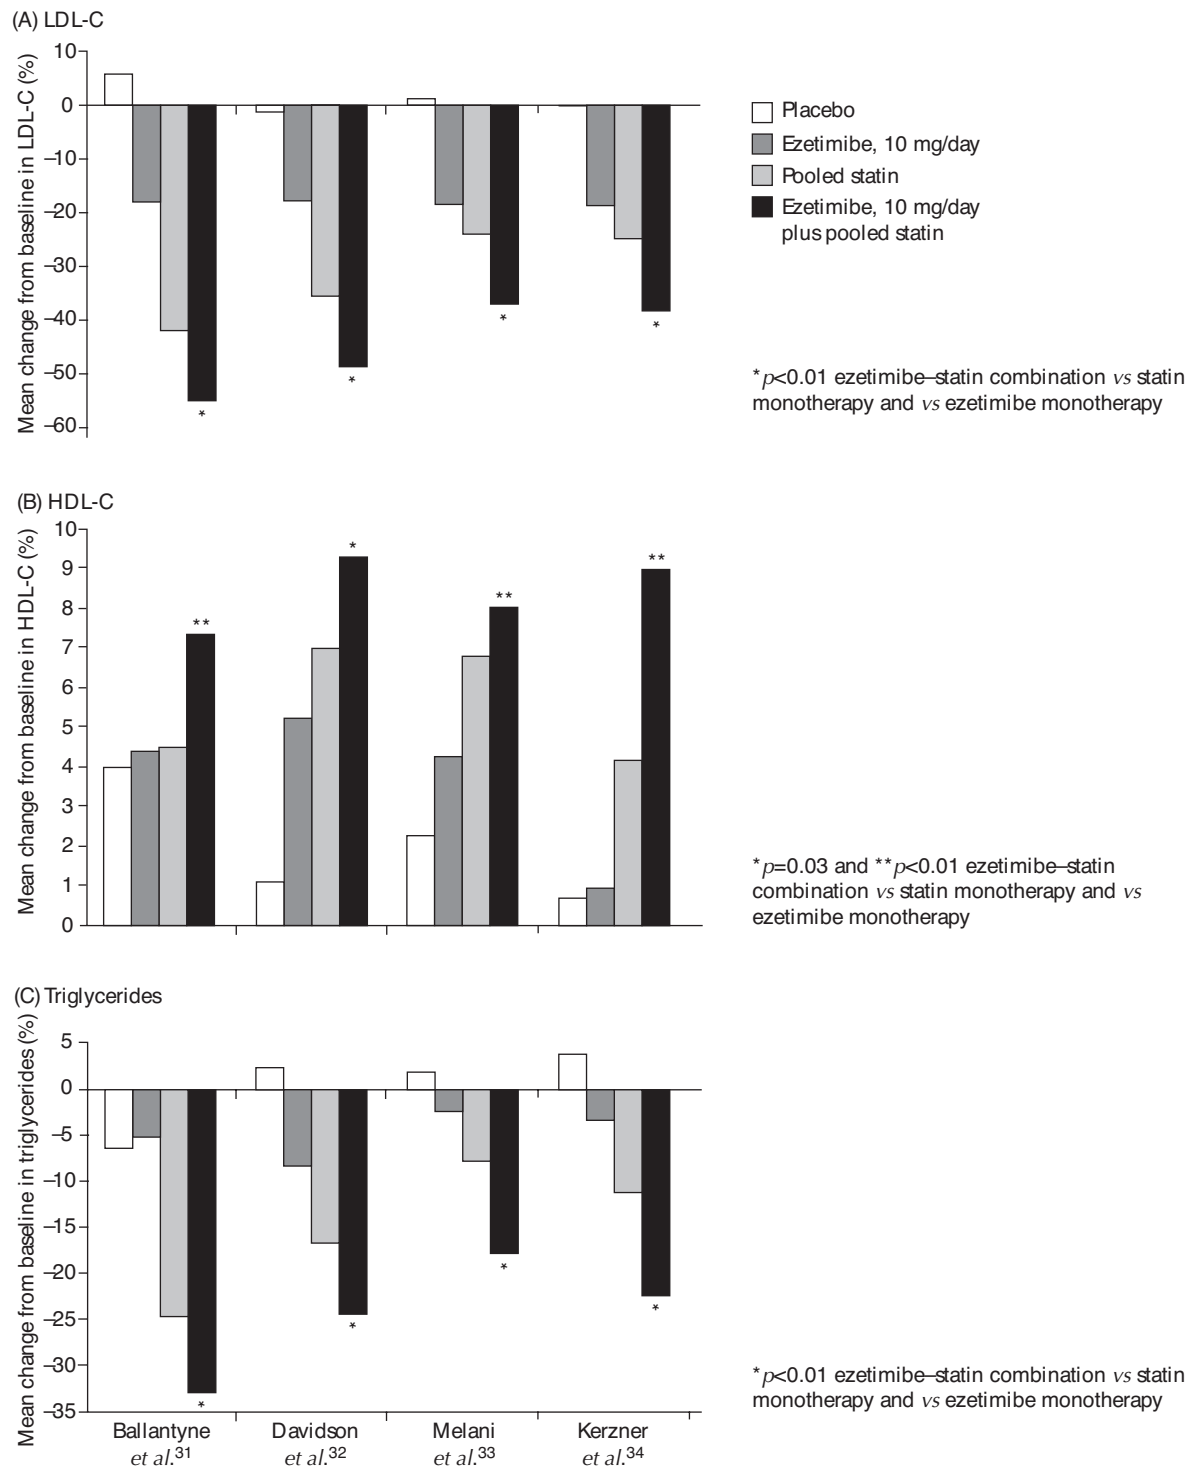 (A) LDL-C
Mean change from baseline in LDL-C (%)
10
0
–10
–20
–30
–40
–50
–60
*
*
*
*
Placebo
Ezetimibe, 10 mg/day
Pooled statin
Ezetimibe, 10 mg/day
plus pooled statin
*p<0.01 ezetimibe–statin combination vs statin
monotherapy and vs ezetimibe monotherapy
(B) HDL-C
Mean change from baseline in HDL-C (%)
10
9
8
7
6
5
4
3
2
1
0
**
*
**
**
*p=0.03 and **p<0.01 ezetimibe–statin
combination vs statin monotherapy and vs
ezetimibe monotherapy
(C) Triglycerides
Mean change from baseline in triglycerides (%)
5
0
–5
–10
–15
–20
–25
–30
–35
*
*
*
*
*p<0.01 ezetimibe–statin combination vs statin
monotherapy and vs ezetimibe monotherapy
Ballantyne
et al.31
Davidson
et al.32
Melani
et al.33
Kerzner
et al.34